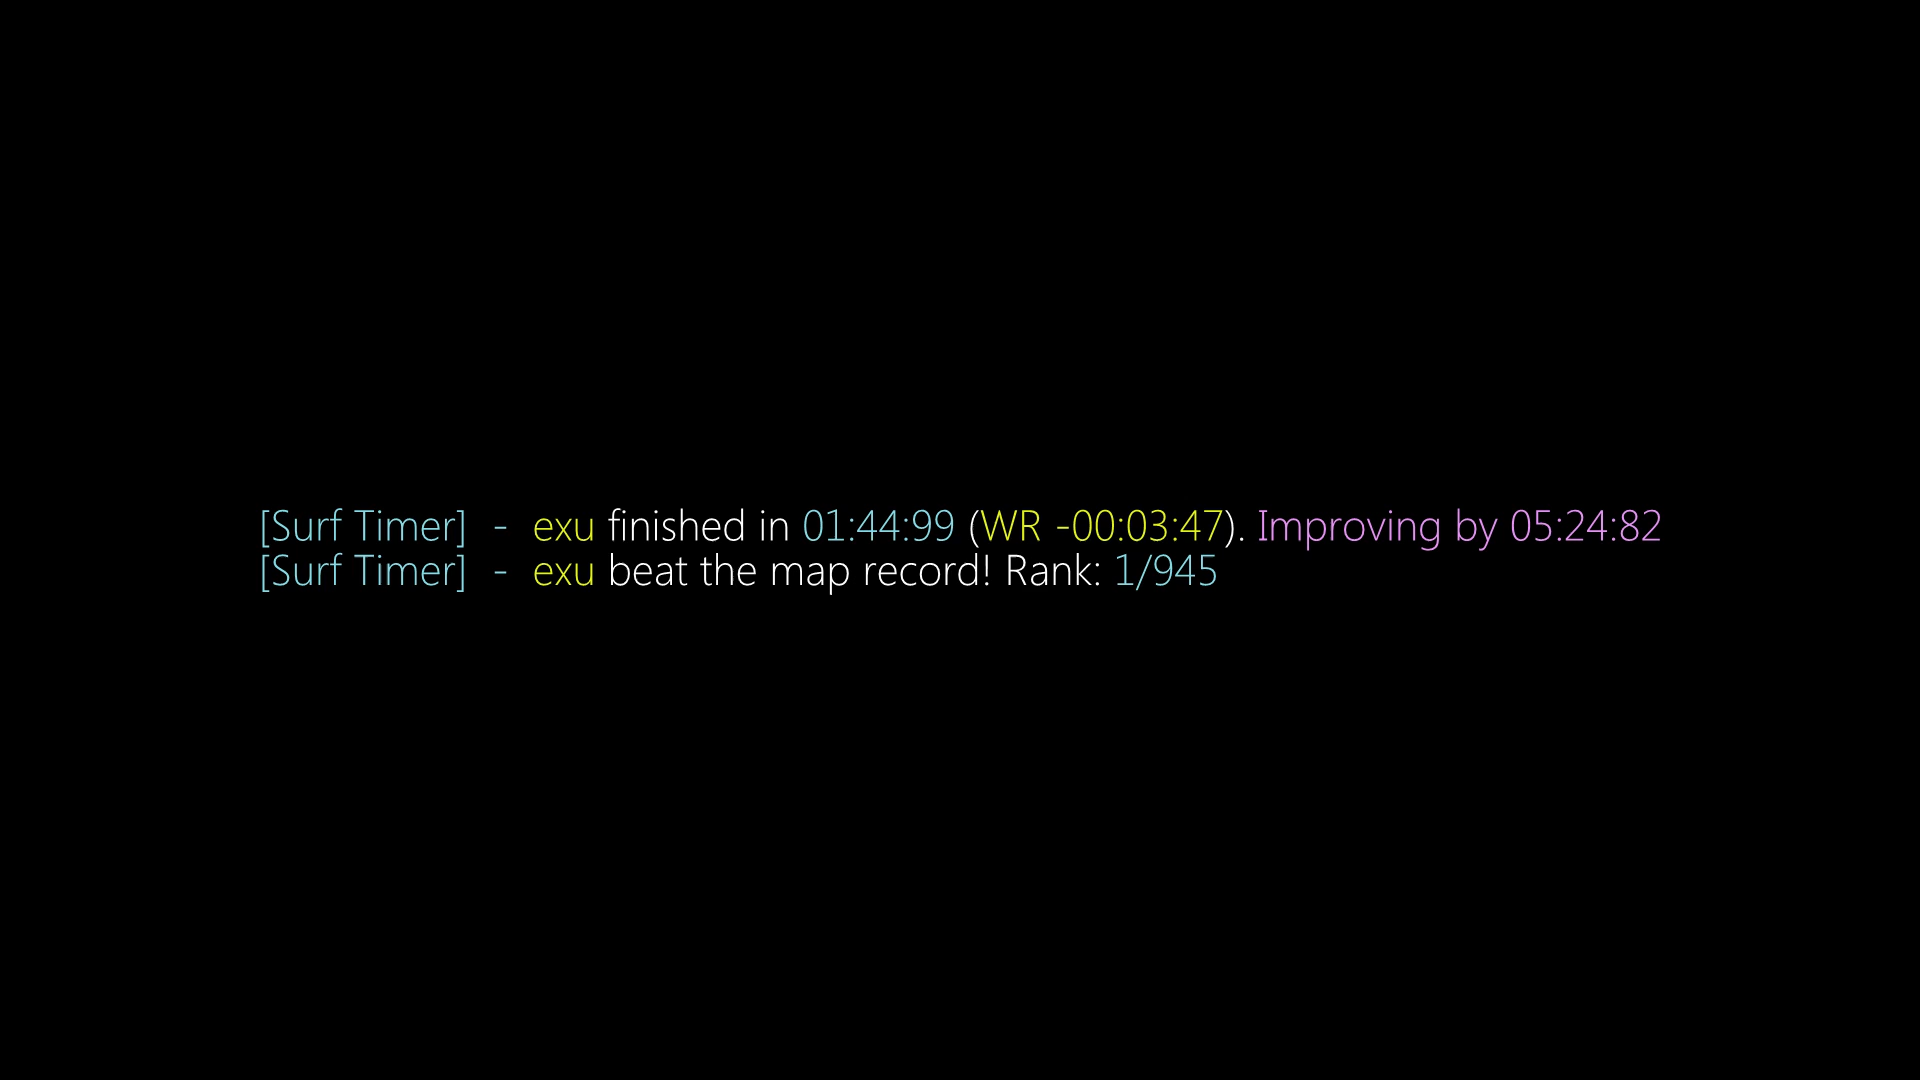 [Surf Timer] - exu finished in 01:44:99 (WR -00:03:47). Improving by 05:24:82
[Surf Timer] - exu beat the map record! Rank: 1/945